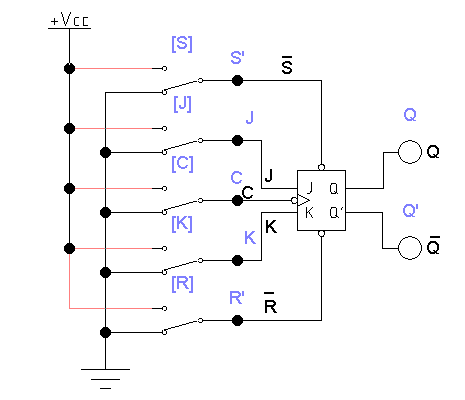 +Vcc
[S]
S' S̅
[J]
J
Q
[C]
J
J Q
Q
C
C
K Q'
[K]
K
Q'
K
Q̅
[R]
R' R̅